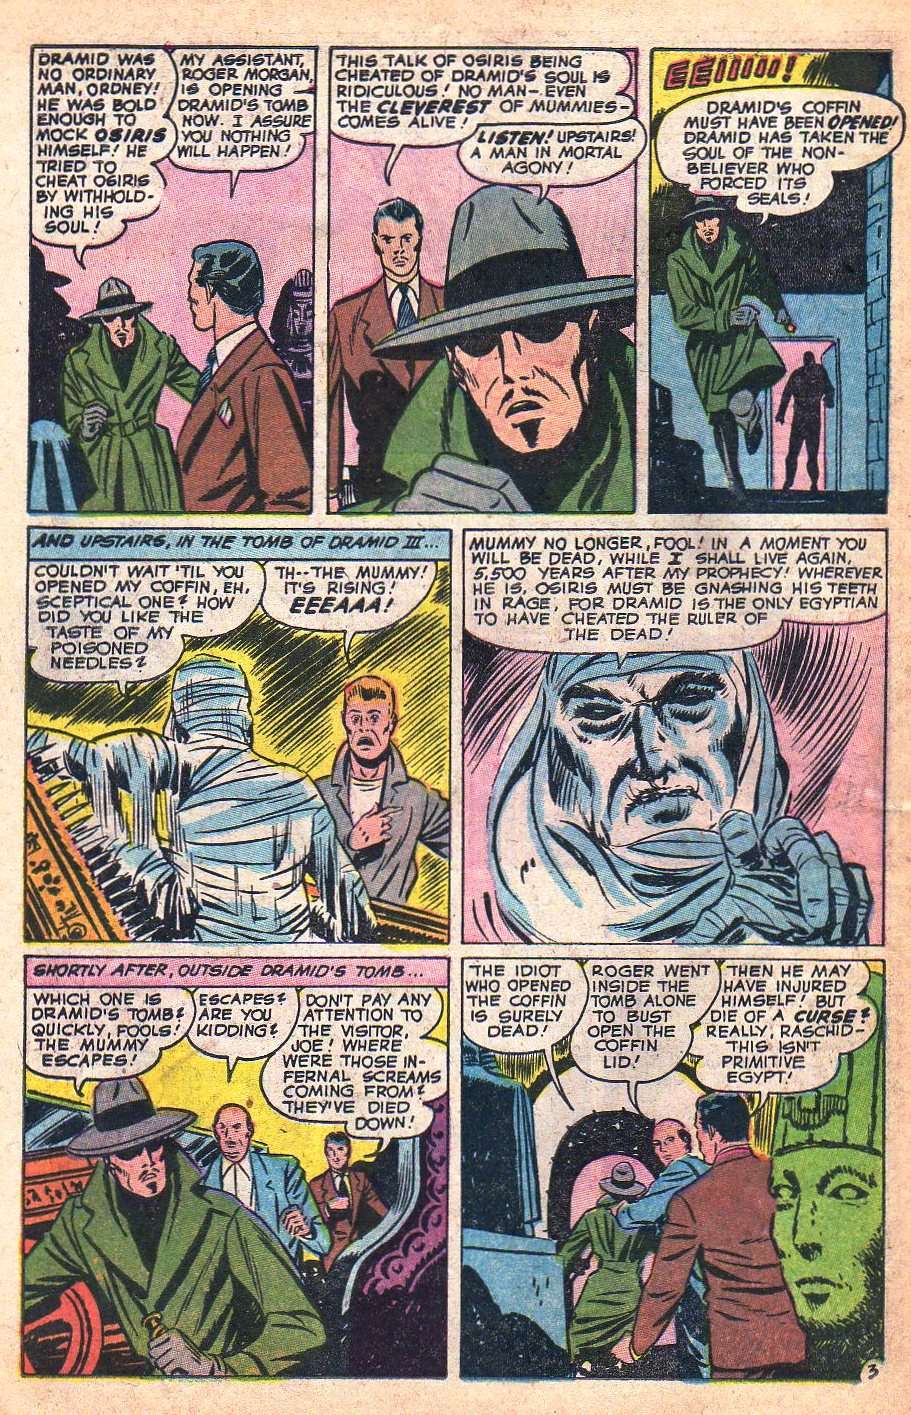 DRAMID WAS
NO ORDINARY
MAN, ORDNEY!
HE WAS BOLD
ENOUGH TO
MOCK OSIRIS
HIMSELF! HE
TRIED TO
CHEAT OSIRIS
BY WITHHOLD-
ING HIS
SOUL!
MY ASSISTANT,
ROGER MORGAN,
IS OPENING
DRAMID'S TOMB
NOW. I ASSURE
YOU NOTHING
WILL HAPPEN!
THIS TALK OF OSIRIS BEING
CHEATED OF DRAMID'S SOUL IS
RIDICULOUS! NO MAN-- EVEN
THE CLEVEREST OF MUMMIES--
COMES ALIVE!
LISTEN! UPSTAIRS!
A MAN IN MORTAL
AGONY!
EEIIIII!
DRAMID'S COFFIN
MUST HAVE BEEN OPENED!
DRAMID HAS TAKEN THE
SOUL OF THE NON-
BELIEVER WHO
FORCED ITS
SEALS!
AND UPSTAIRS, IN THE TOMB OF DRAMID III...
COULDN'T WAIT 'TIL YOU
OPENED MY COFFIN, EH,
SCEPTICAL ONE? HOW
DID YOU LIKE THE
TASTE OF MY
POISONED
NEEDLES?
TH-- THE MUMMY!
IT'S RISING!
EEEAAA!
MUMMY NO LONGER, FOOL! IN A MOMENT YOU
WILL BE DEAD, WHILE I SHALL LIVE AGAIN,
5,500 YEARS AFTER MY PROPHECY! WHEREVER
HE IS, OSIRIS MUST BE GNASHING HIS TEETH
IN RAGE, FOR DRAMID IS THE ONLY EGYPTIAN
TO HAVE CHEATED THE RULER OF
THE DEAD!
SHORTLY AFTER, OUTSIDE DRAMID'S TOMB...
WHICH ONE IS
DRAMID'S TOMB?
QUICKLY, FOOLS!
THE MUMMY
ESCAPES!
ESCAPES?
ARE YOU
KIDDING?
DON'T PAY ANY
ATTENTION TO
THE VISITOR,
JOE! WHERE
WERE THOSE IN-
FERNAL SCREAMS
COMING FROM?
THEY'VE DIED
DOWN!
THE IDIOT
WHO OPENED
THE COFFIN
IS SURELY
DEAD!
ROGER WENT
INSIDE THE
TOMB ALONE
TO BUST
OPEN THE
COFFIN
LID!
THEN HE MAY
HAVE INJURED
HIMSELF! BUT
DIE OF A CURSE?
REALLY, RASCHID--
THIS ISN'T
PRIMITIVE
EGYPT!
3